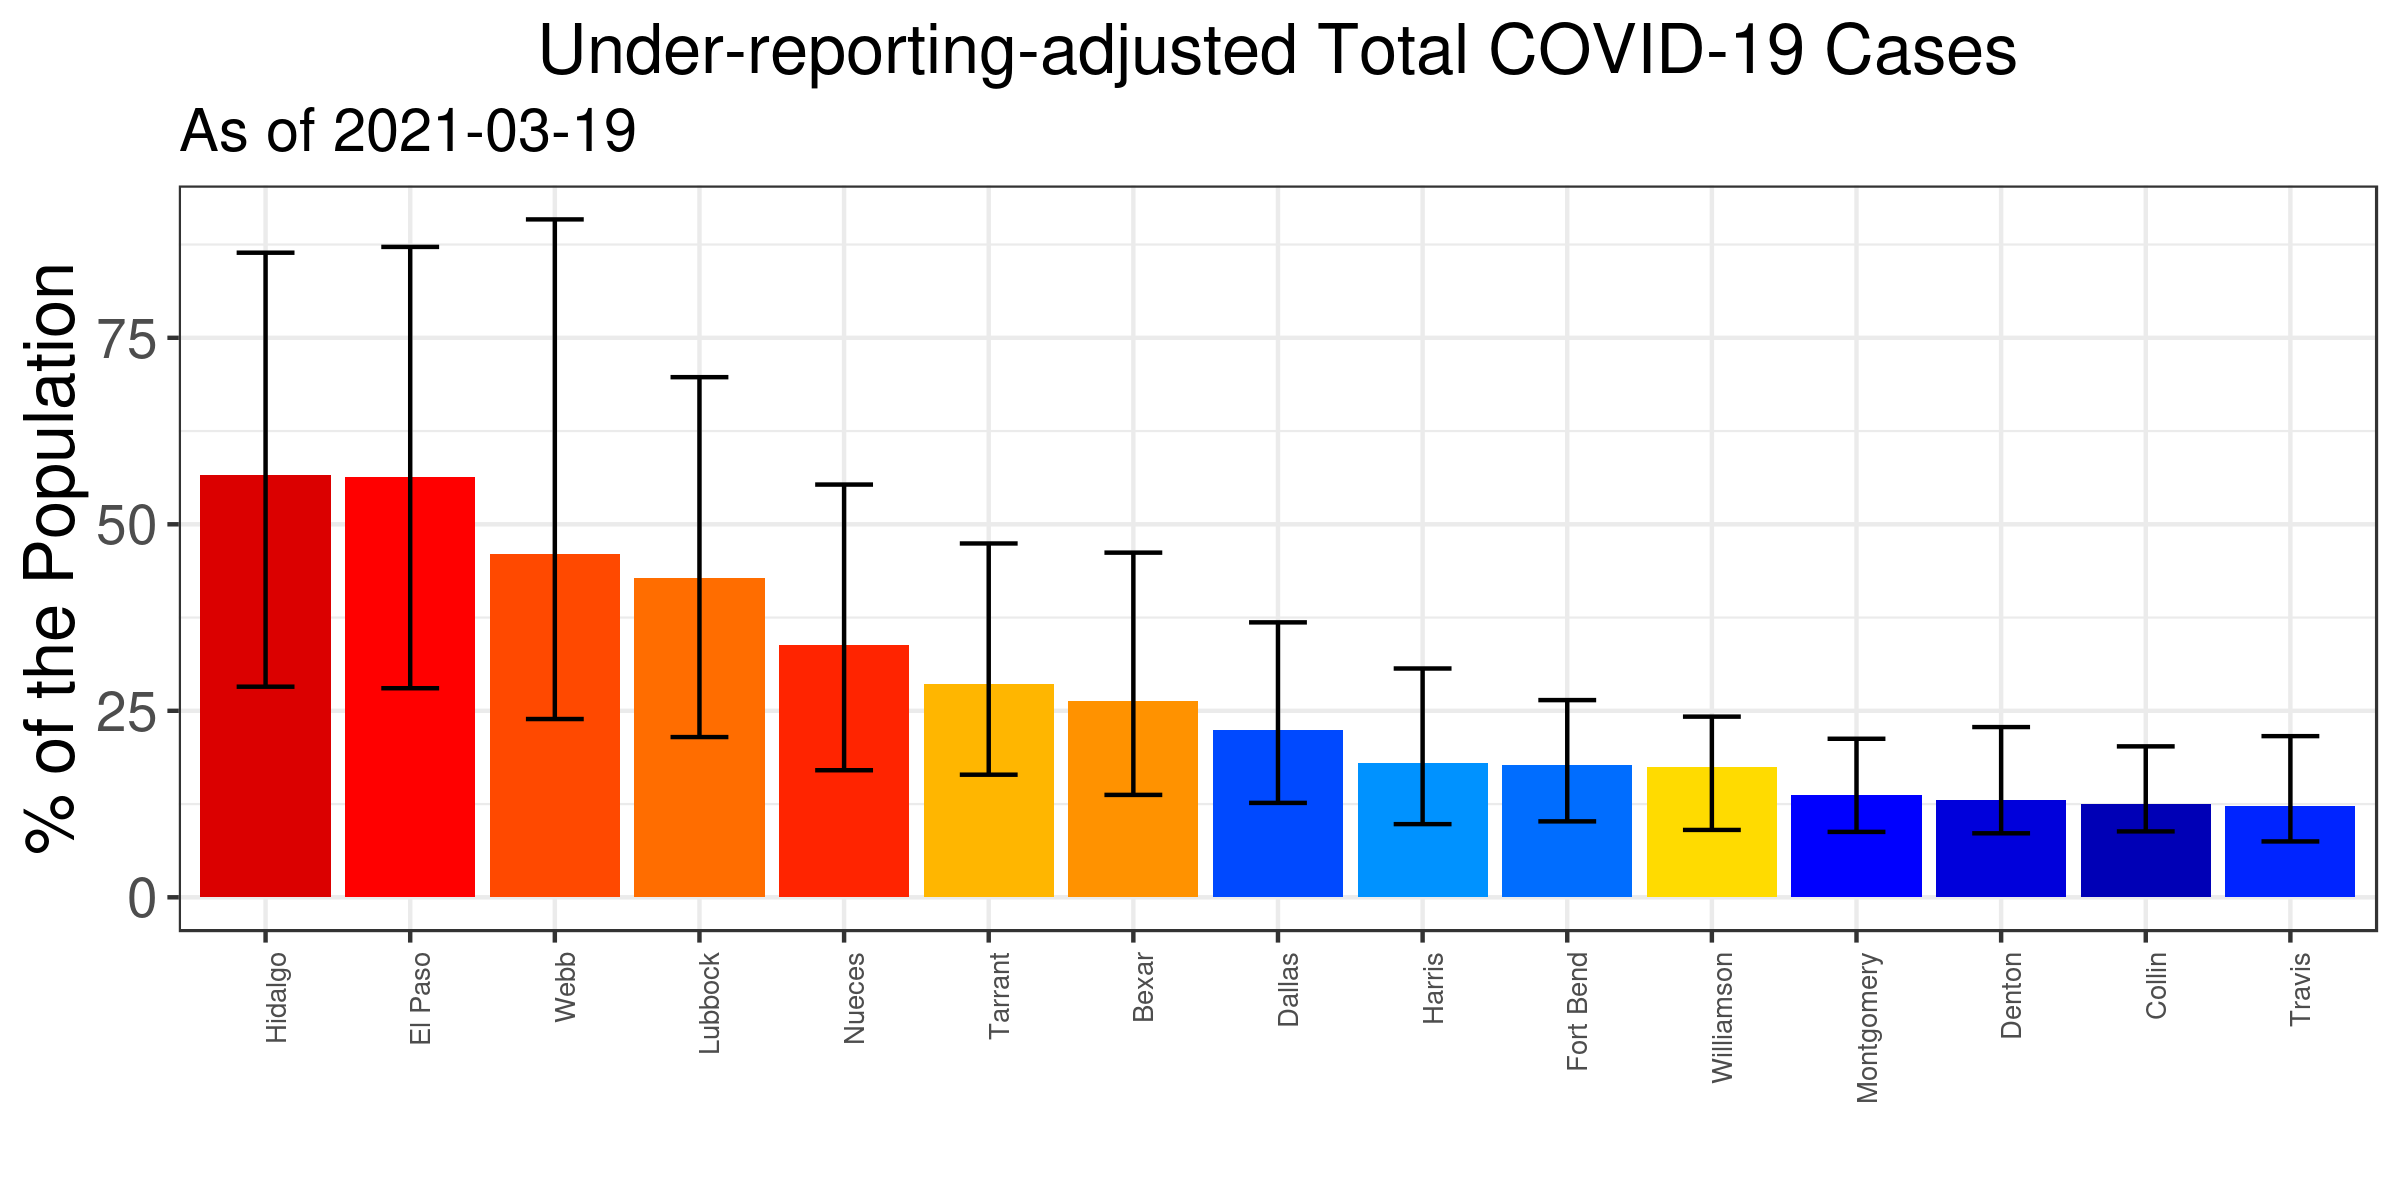 Under-reporting-adjusted Total COVID-19 Cases
As of 2021-03-19
% of the Population
75
50
25
0
Hidalgo
El Paso
Webb
Lubbock
Nueces
Tarrant
Bexar
Dallas
Harris
Fort Bend
Williamson
Montgomery
Denton
Collin
Travis